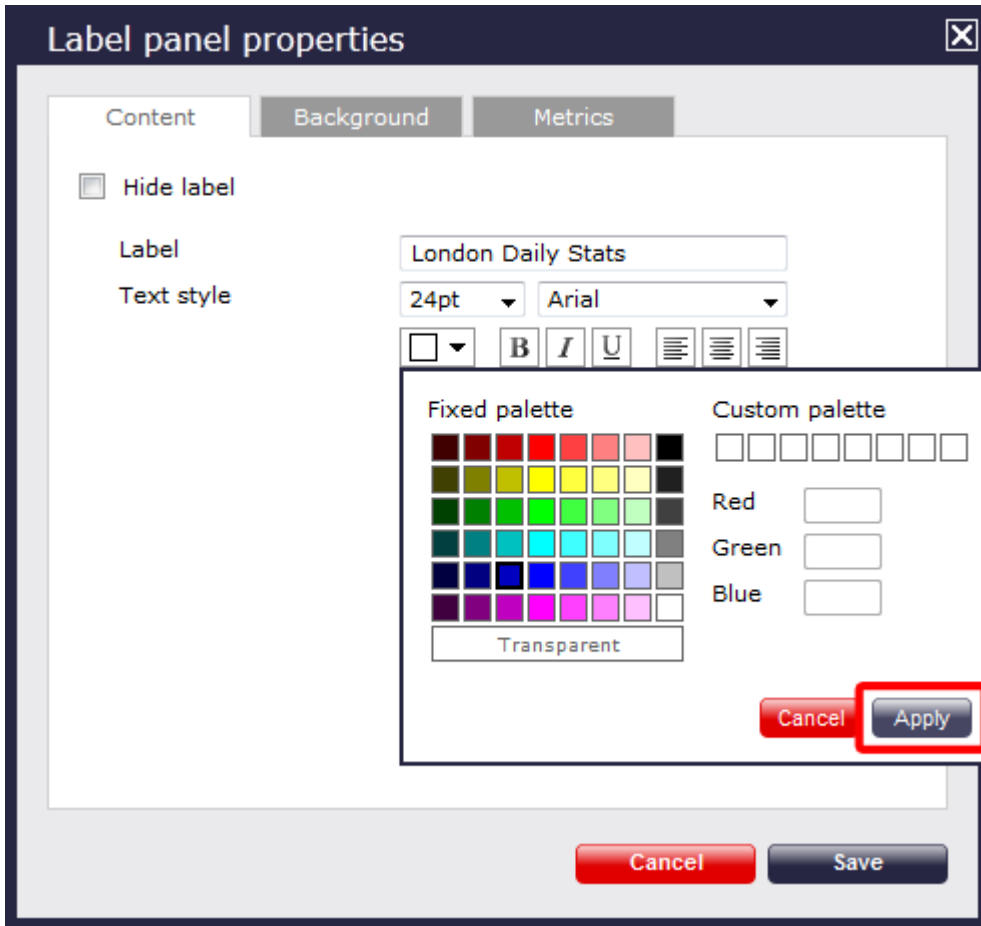 Label panel properties
Content Background Metrics
Hide label
Label London Daily Stats
Text style 24pt Arial
B I U
Fixed palette Custom palette
Red
Green
Blue
Transparent
Cancel Apply
Cancel Save